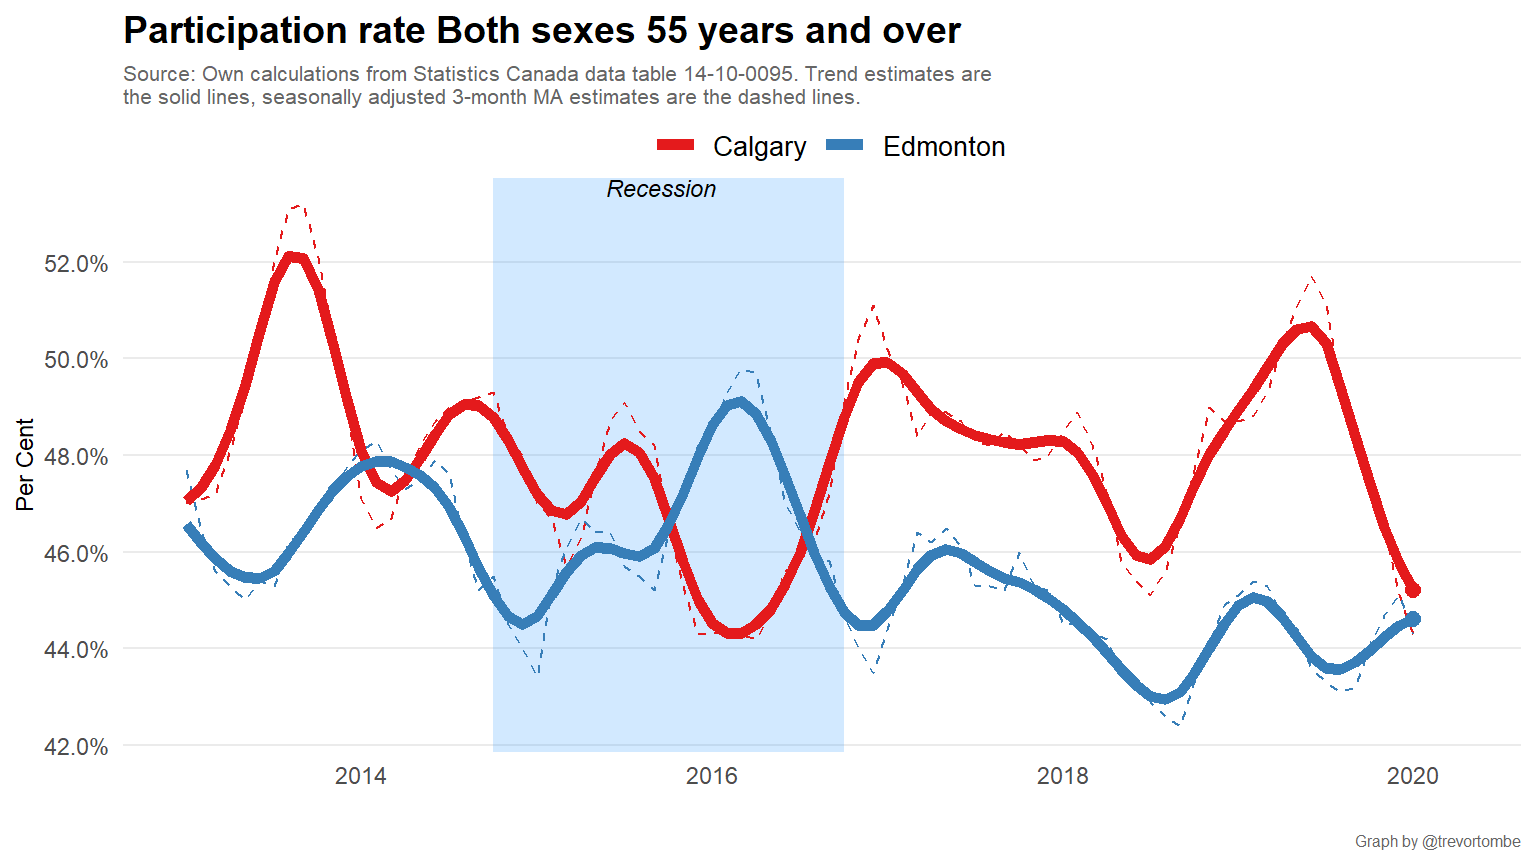 Participation rate Both sexes 55 years and over
Source: Own calculations from Statistics Canada data table 14-10-0095. Trend estimates are
the solid lines, seasonally adjusted 3-month MA estimates are the dashed lines.
Calgary Edmonton
Recession
52.0%
50.0%
48.0%
46.0%
44.0%
42.0%
Per Cent
2014 2016 2018 2020
Graph by @trevortombe